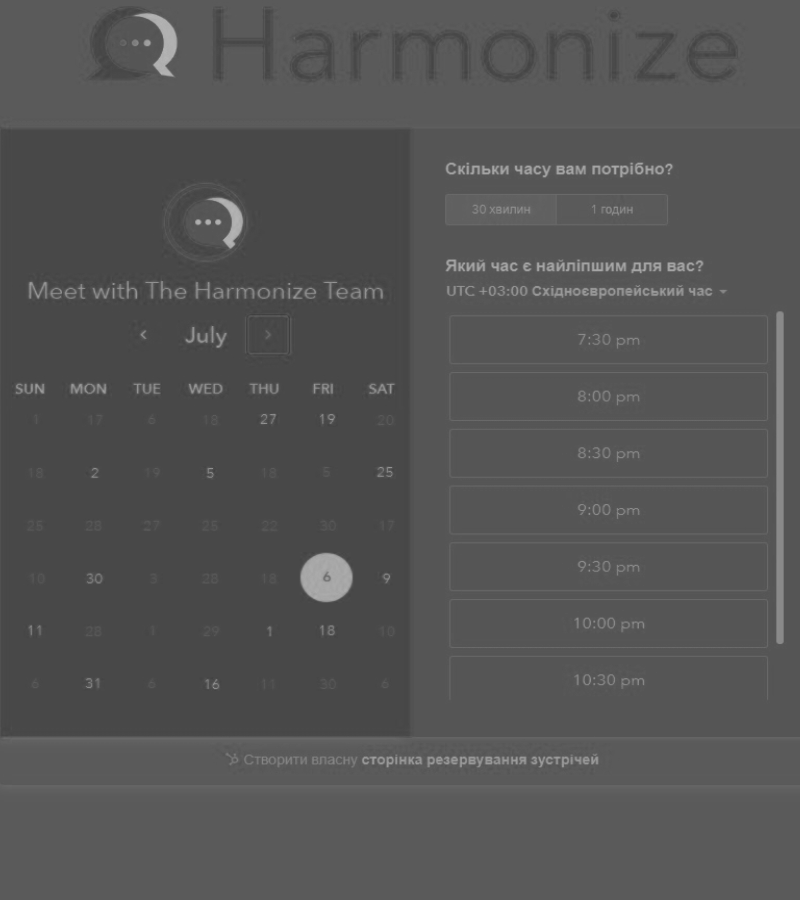 Harmonize
Meet with The Harmonize Team
July
SUN MON TUE WED THU FRI SAT
1 17 6 18 27 19 20
18 2 19 5 18 5 25
25 28 27 25 22 30 17
10 30 3 28 18 6 9
11 28 1 29 1 18 10
6 31 6 16 11 30 6
Скільки часу вам потрібно?
30 хвилин 1 годин
Який час є найліпшим для вас?
UTC +03:00 Східноєвропейський час
7:30 pm
8:00 pm
8:30 pm
9:00 pm
9:30 pm
10:00 pm
10:30 pm
Створити власну сторінка резервування зустрічей